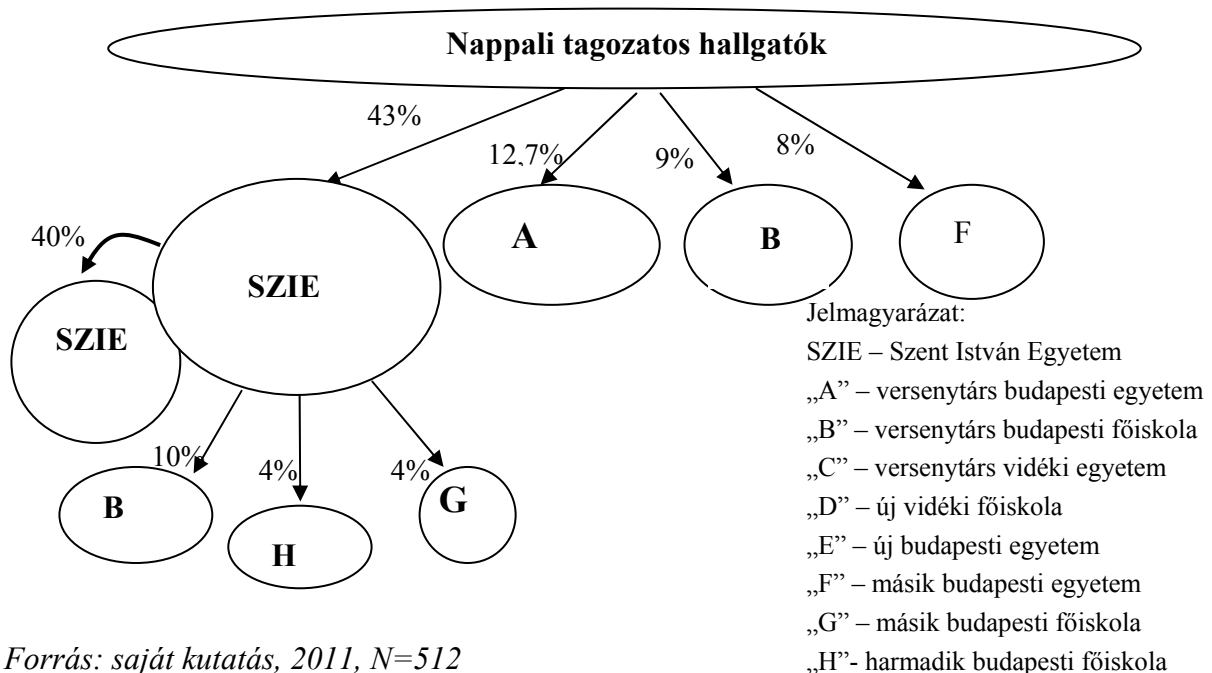 Nappali tagozatos hallgatók
43%
12,7%
9%
8%
40%
SZIE
A
B
F
SZIE
10%
4%
4%
B
H
G
Jelmagyarázat:
SZIE – Szent István Egyetem
„A” – versenytárs budapesti egyetem
„B” – versenytárs budapesti főiskola
„C” – versenytárs vidéki egyetem
„D” – új vidéki főiskola
„E” – új budapesti egyetem
„F” – másik budapesti egyetem
„G” – másik budapesti főiskola
„H”- harmadik budapesti főiskola
Forrás: saját kutatás, 2011, N=512